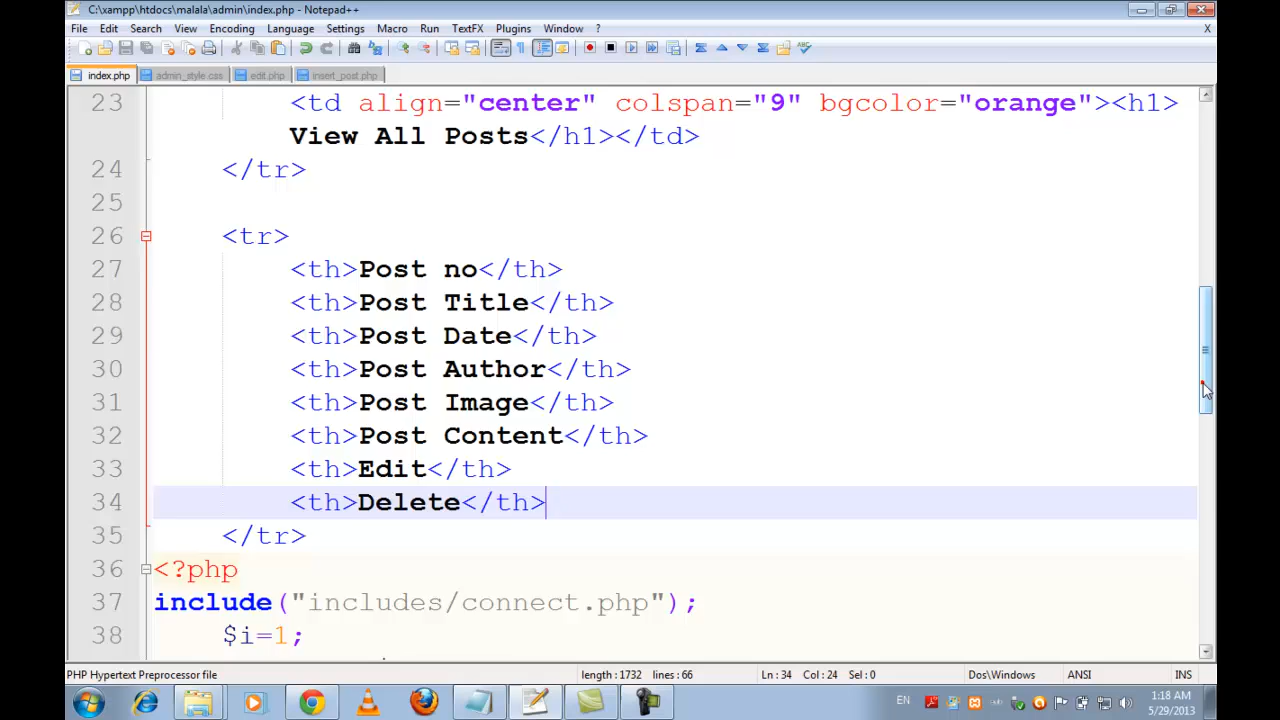 C:\xampp\htdocs\malala\admin\index.php - Notepad++
File Edit Search View Encoding Language Settings Macro Run TextFX Plugins Window ? X
index.php admin_style.css edit.php insert_post.php
23 <td align="center" colspan="9" bgcolor="orange"><h1>
View All Posts</h1></td>
24 </tr>
25
26 <tr>
27 <th>Post no</th>
28 <th>Post Title</th>
29 <th>Post Date</th>
30 <th>Post Author</th>
31 <th>Post Image</th>
32 <th>Post Content</th>
33 <th>Edit</th>
34 <th>Delete</th>
35 </tr>
36 <?php
37 include("includes/connect.php");
38 $i=1;
PHP Hypertext Preprocessor file length : 1732 lines : 66 Ln : 34 Col : 24 Sel : 0 Dos\Windows ANSI INS
EN 1:18 AM
5/29/2013